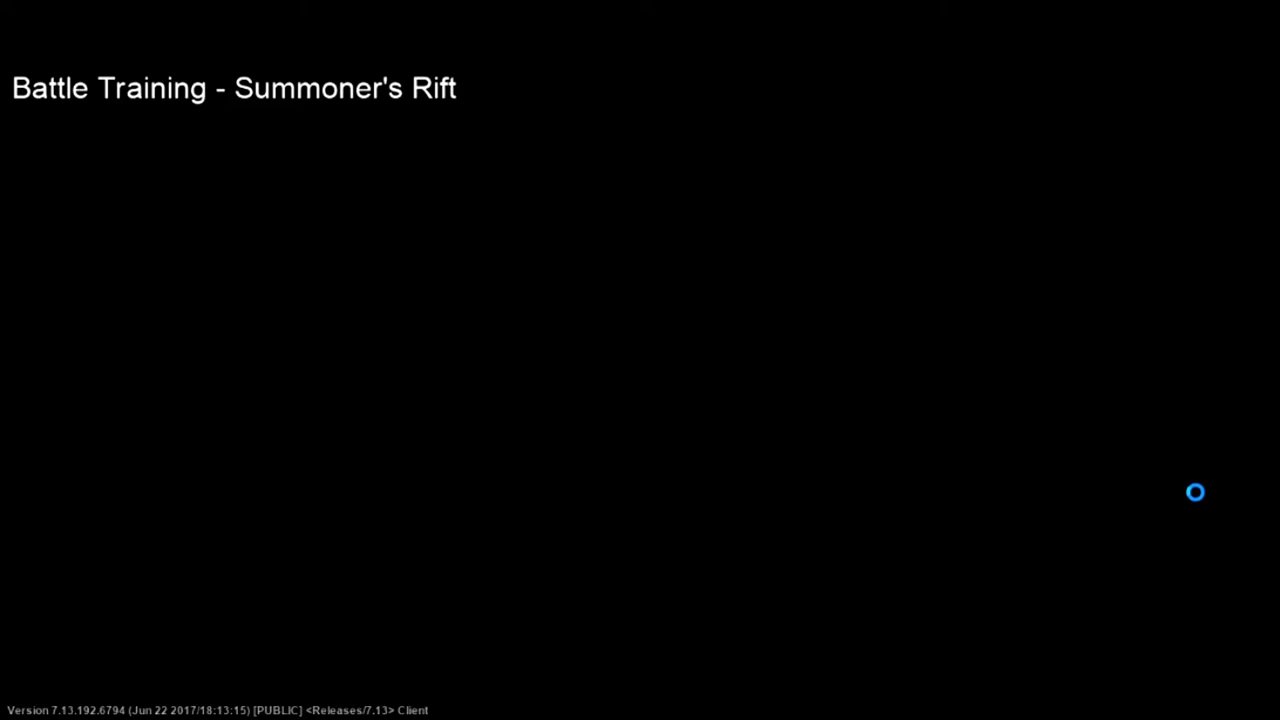 Battle Training - Summoner's Rift
Version 7.13.192.6794 (Jun 22 2017/18:13:15) [PUBLIC] <Releases/7.13> Client